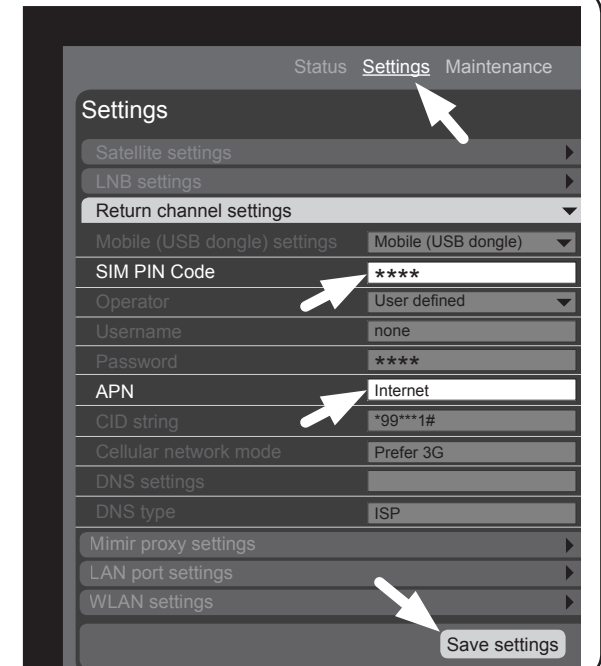 Status Settings Maintenance
Settings
Satellite settings
LNB settings
Return channel settings
Mobile (USB dongle) settings Mobile (USB dongle)
SIM PIN Code ****
Operator User defined
Username none
Password ****
APN Internet
CID string *99***1#
Cellular network mode Prefer 3G
DNS settings
DNS type ISP
Mimir proxy settings
LAN port settings
WLAN settings
Save settings